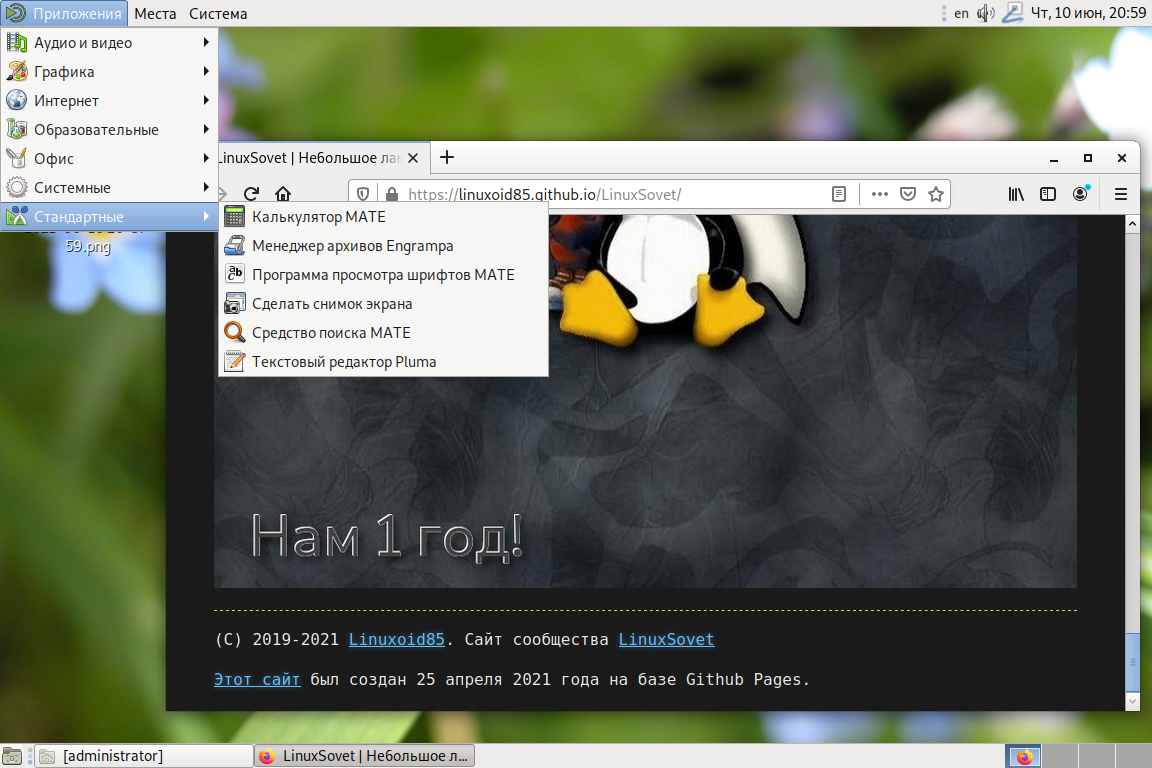 Приложения Места Система
en Чт, 10 июн, 20:59
Аудио и видео
Графика
Интернет
Образовательные
Офис
Системные
Стандартные
59.png
Калькулятор MATE
Менеджер архивов Engrampa
Программа просмотра шрифтов MATE
Сделать снимок экрана
Средство поиска MATE
Текстовый редактор Pluma
LinuxSovet | Небольшое ла
https://linuxoid85.github.io/LinuxSovet/
Нам 1 год!
(C) 2019-2021 Linuxoid85. Сайт сообщества LinuxSovet
Этот сайт был создан 25 апреля 2021 года на базе Github Pages.
[administrator]
LinuxSovet | Небольшое л...